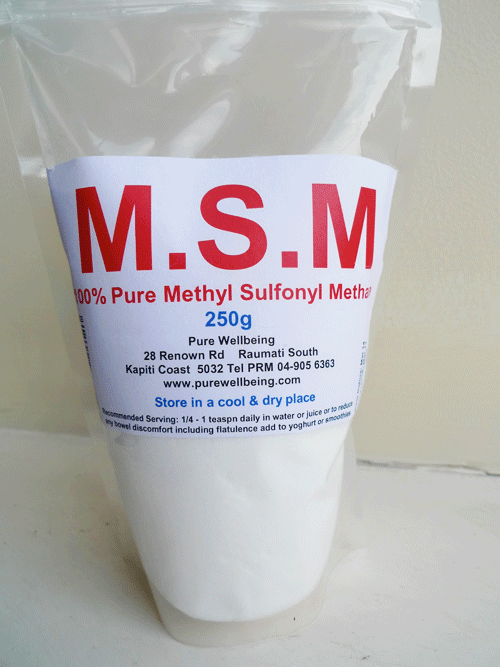 M.S.M
100% Pure Methyl Sulfonyl Metha
250g
Pure Wellbeing
28 Renown Rd Raumati South
Kapiti Coast 5032 Tel PRM 04-905 6363
www.purewellbeing.com
Store in a cool & dry place
Recommended Serving: 1/4 - 1 teaspn daily in water or juice or to reduce
any bowel discomfort including flatulence add to yoghurt or smoothies